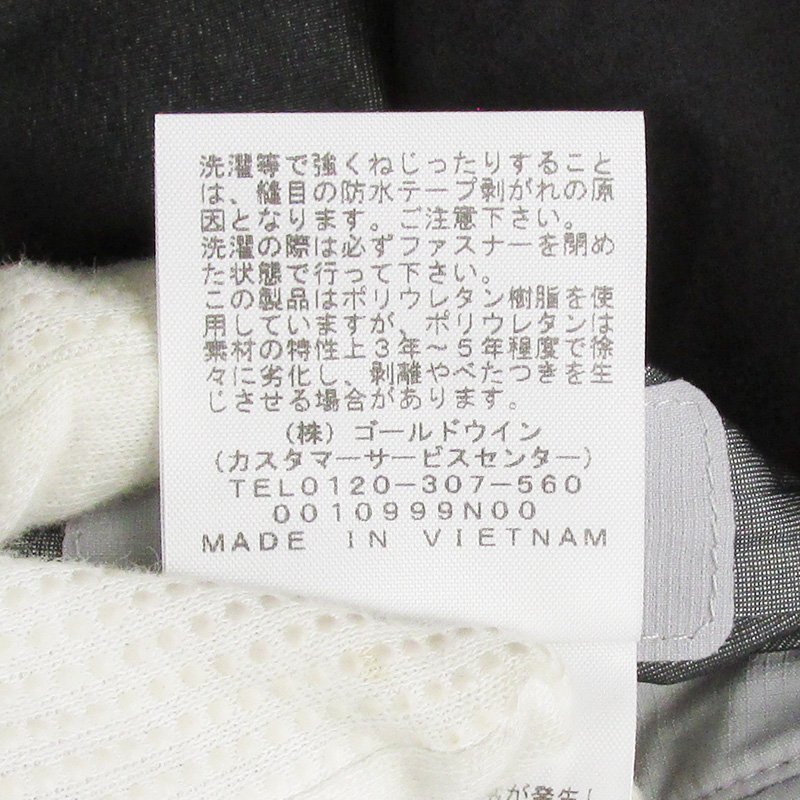 洗濯等で強くねじったりすること
は、縫目の防水テープ剥がれの原
因となります。ご注意下さい。
洗濯の際は必ずファスナーを閉め
た状態で行って下さい。
この製品はポリウレタン樹脂を使
用していますが、ポリウレタンは
素材の特性上3年～5年程度で徐
々に劣化し、剥離やべたつきを生
じさせる場合があります。
(株) ゴールドウイン
(カスタマーサービスセンター)
TEL0120-307-560
0010999N00
MADE IN VIETNAM
が発生し